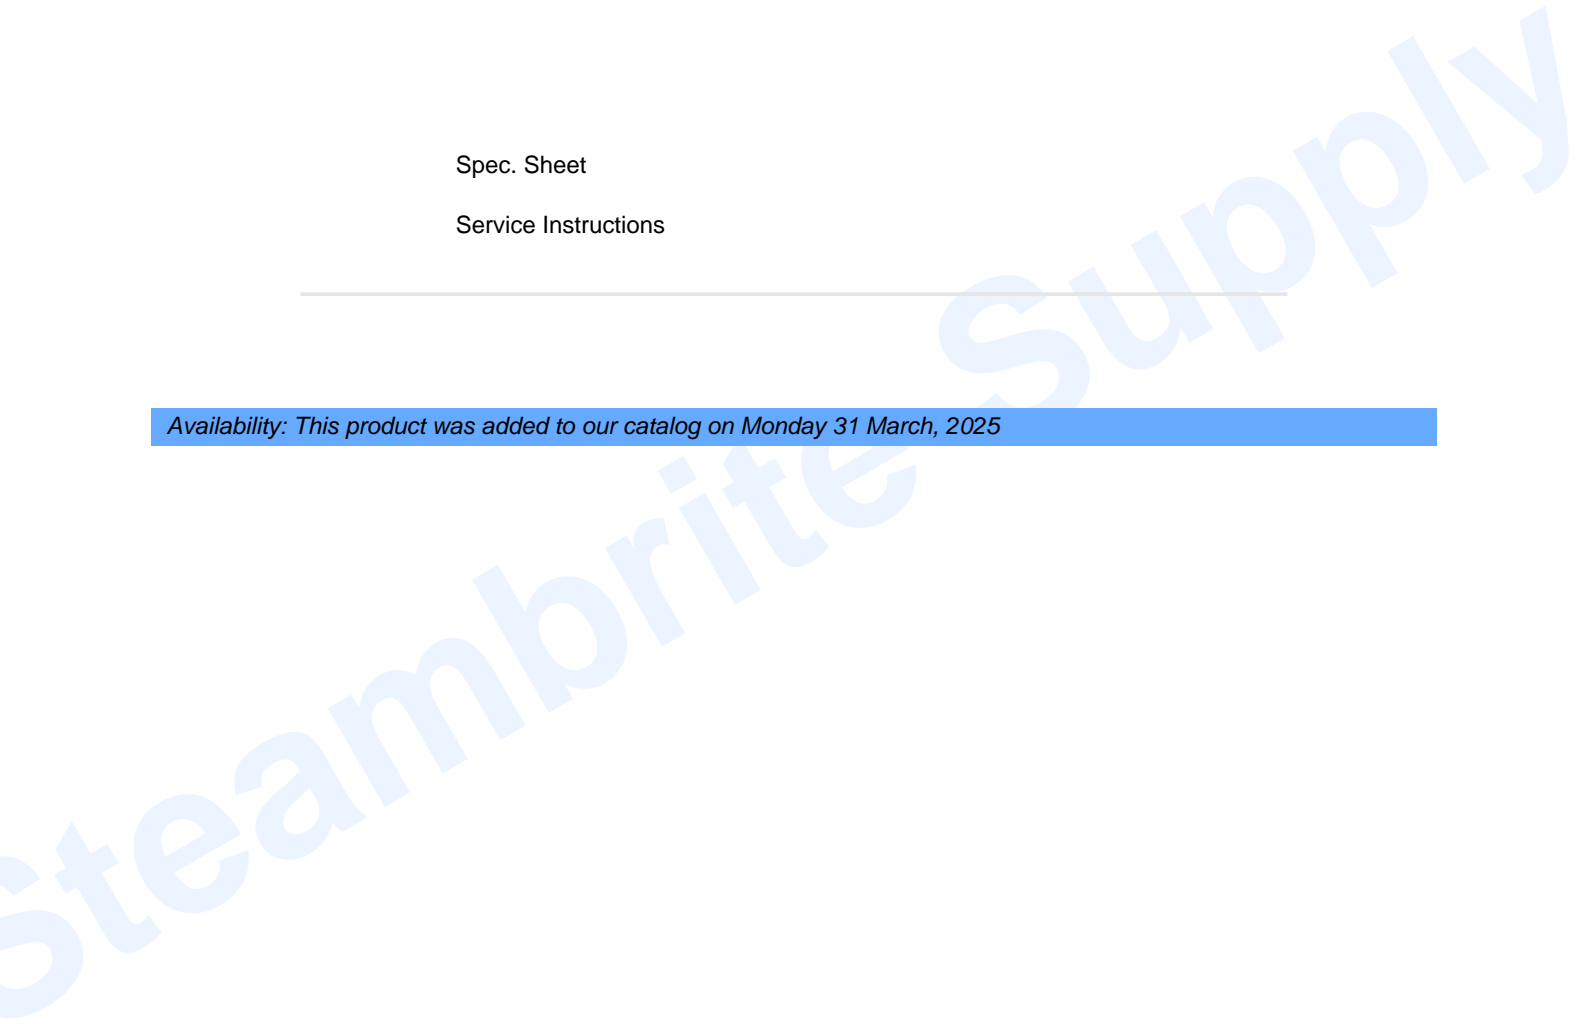 Spec. Sheet
Service Instructions
Availability: This product was added to our catalog on Monday 31 March, 2025
Steambrite Supply